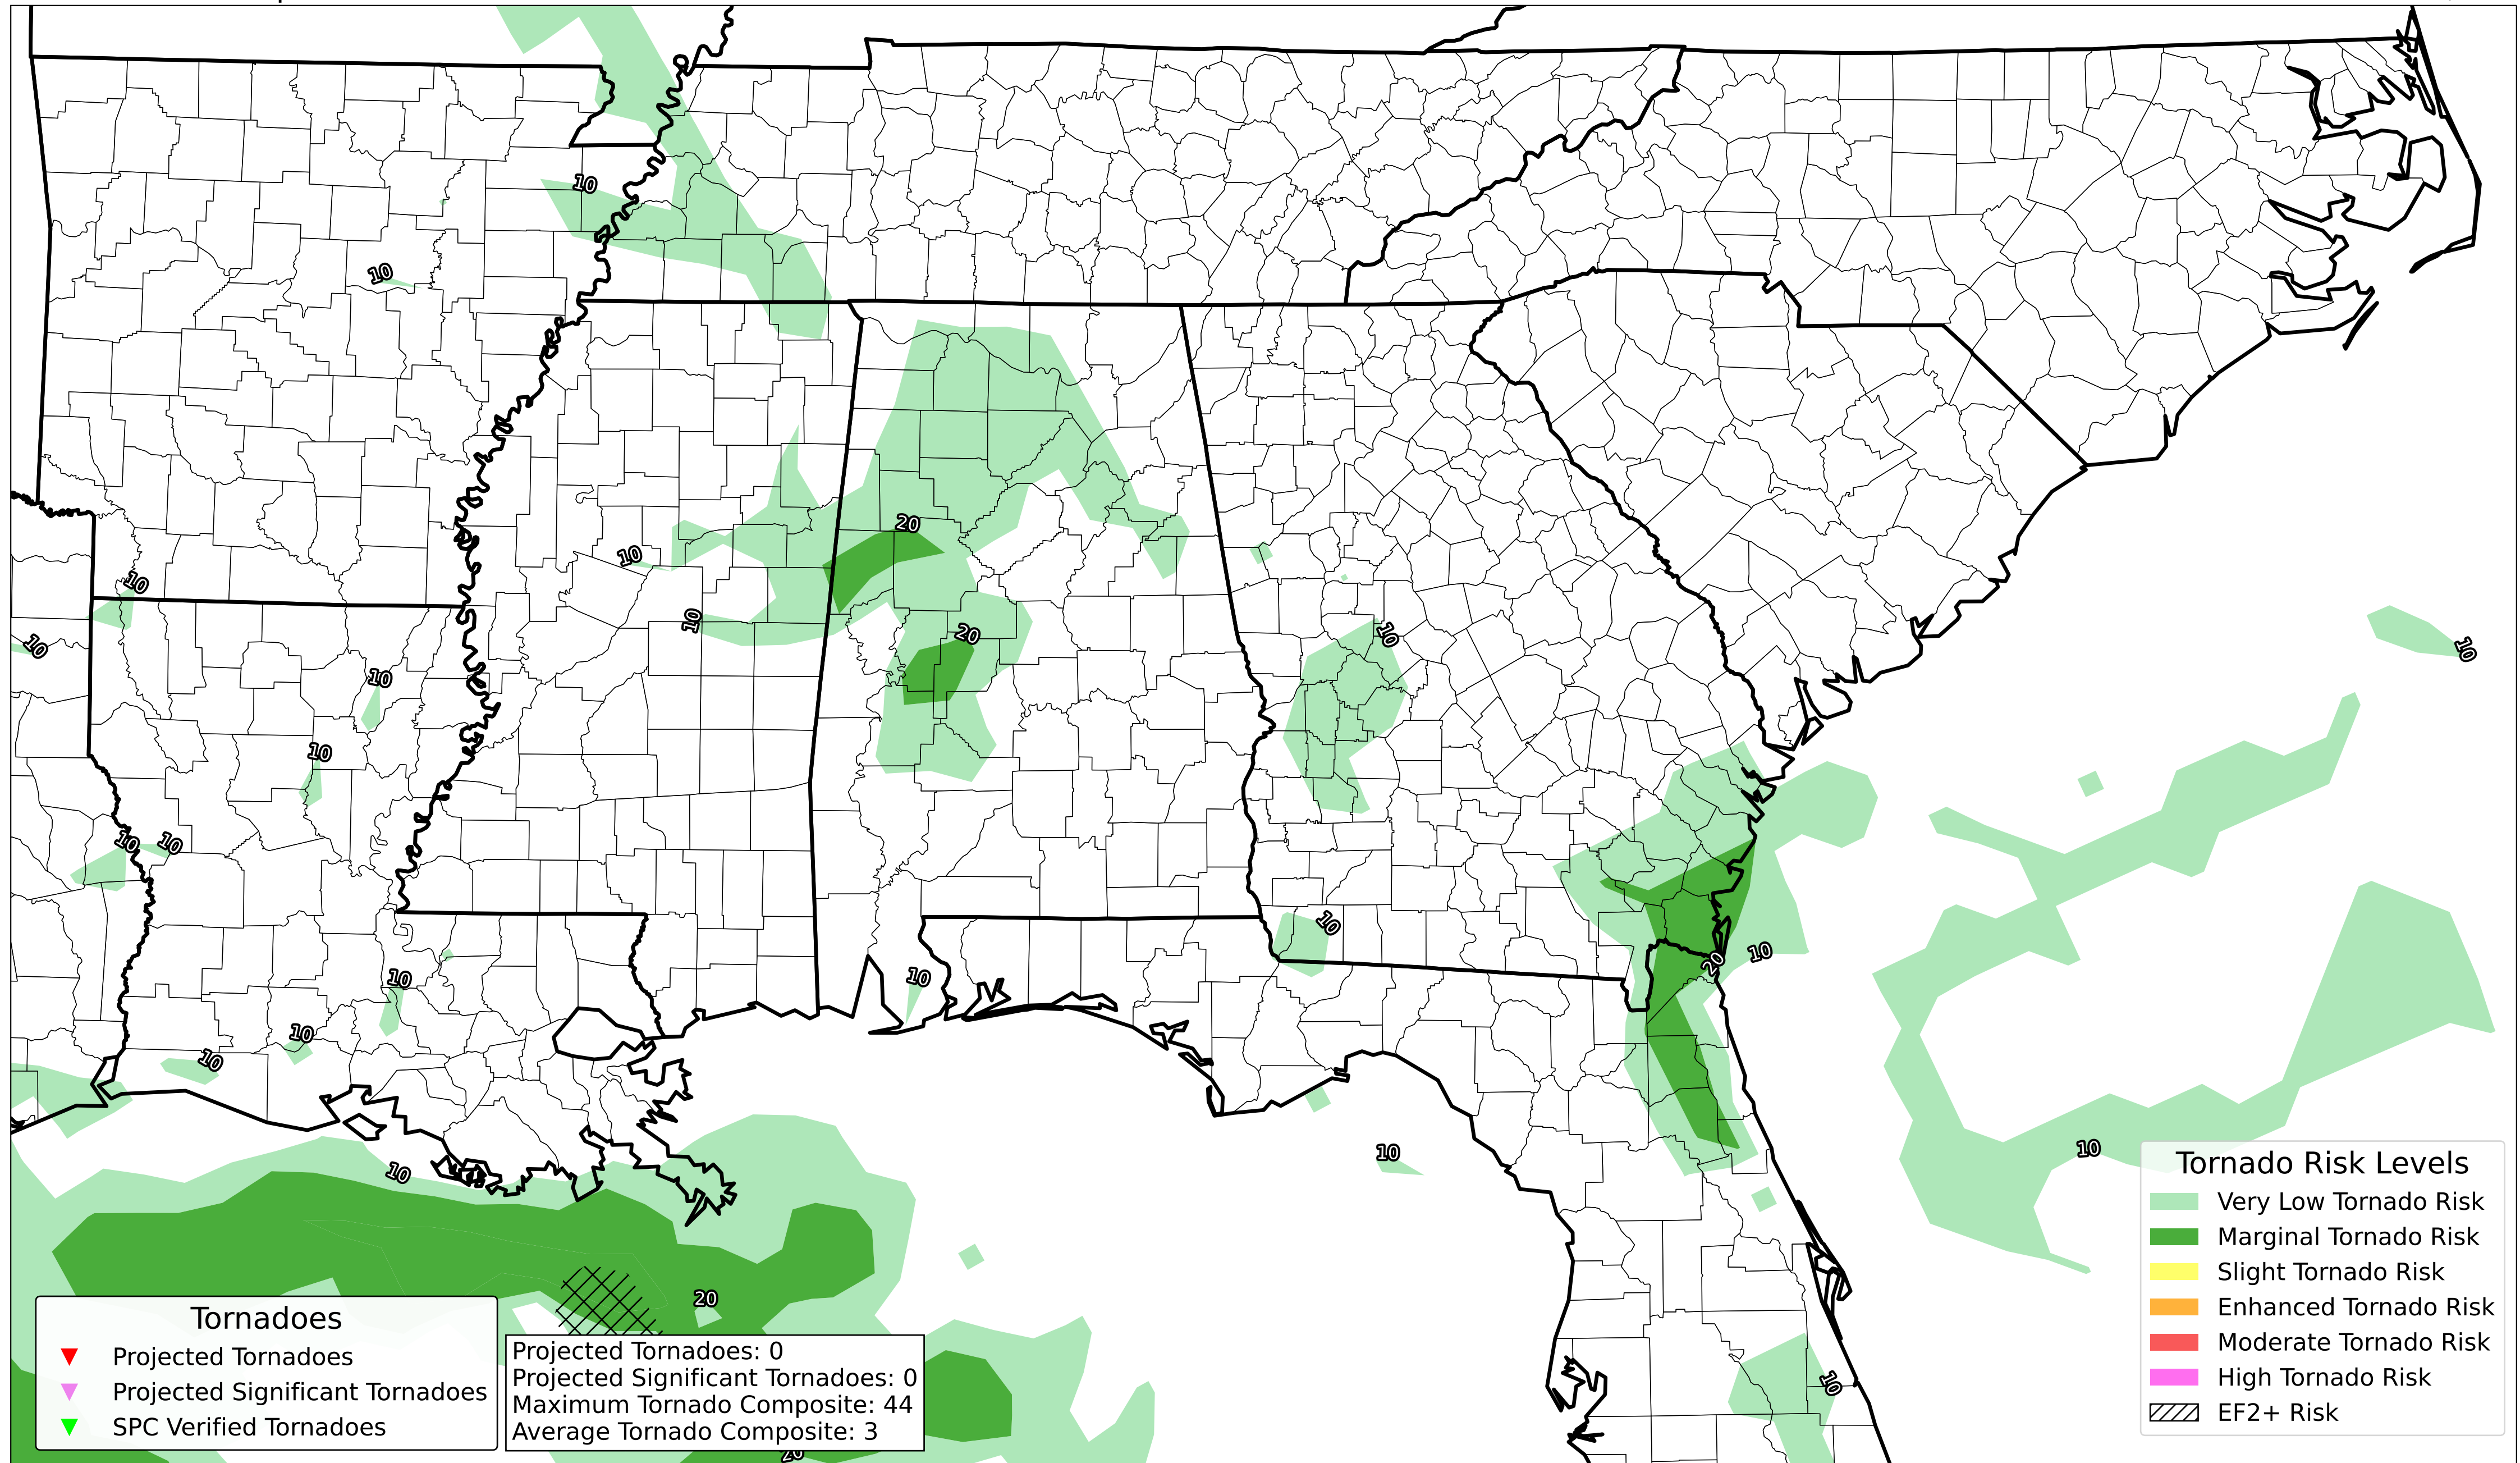 10
10
20
10
10
20
10
10
10
10
10
10
10
10
10
10
10
10
20
10
10
10
10
10
10
20
10
20
Tornadoes
Projected Tornadoes
Projected Significant Tornadoes
SPC Verified Tornadoes
Projected Tornadoes: 0
Projected Significant Tornadoes: 0
Maximum Tornado Composite: 44
Average Tornado Composite: 3
Tornado Risk Levels
Very Low Tornado Risk
Marginal Tornado Risk
Slight Tornado Risk
Enhanced Tornado Risk
Moderate Tornado Risk
High Tornado Risk
EF2+ Risk